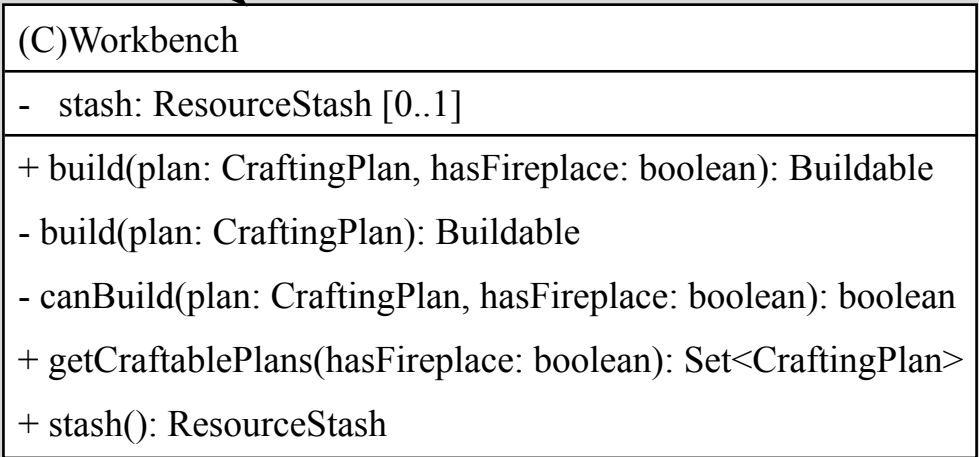 (C)Workbench
- stash: ResourceStash [0..1]
+ build(plan: CraftingPlan, hasFireplace: boolean): Buildable
- build(plan: CraftingPlan): Buildable
- canBuild(plan: CraftingPlan, hasFireplace: boolean): boolean
+ getCraftablePlans(hasFireplace: boolean): Set<CraftingPlan>
+ stash(): ResourceStash